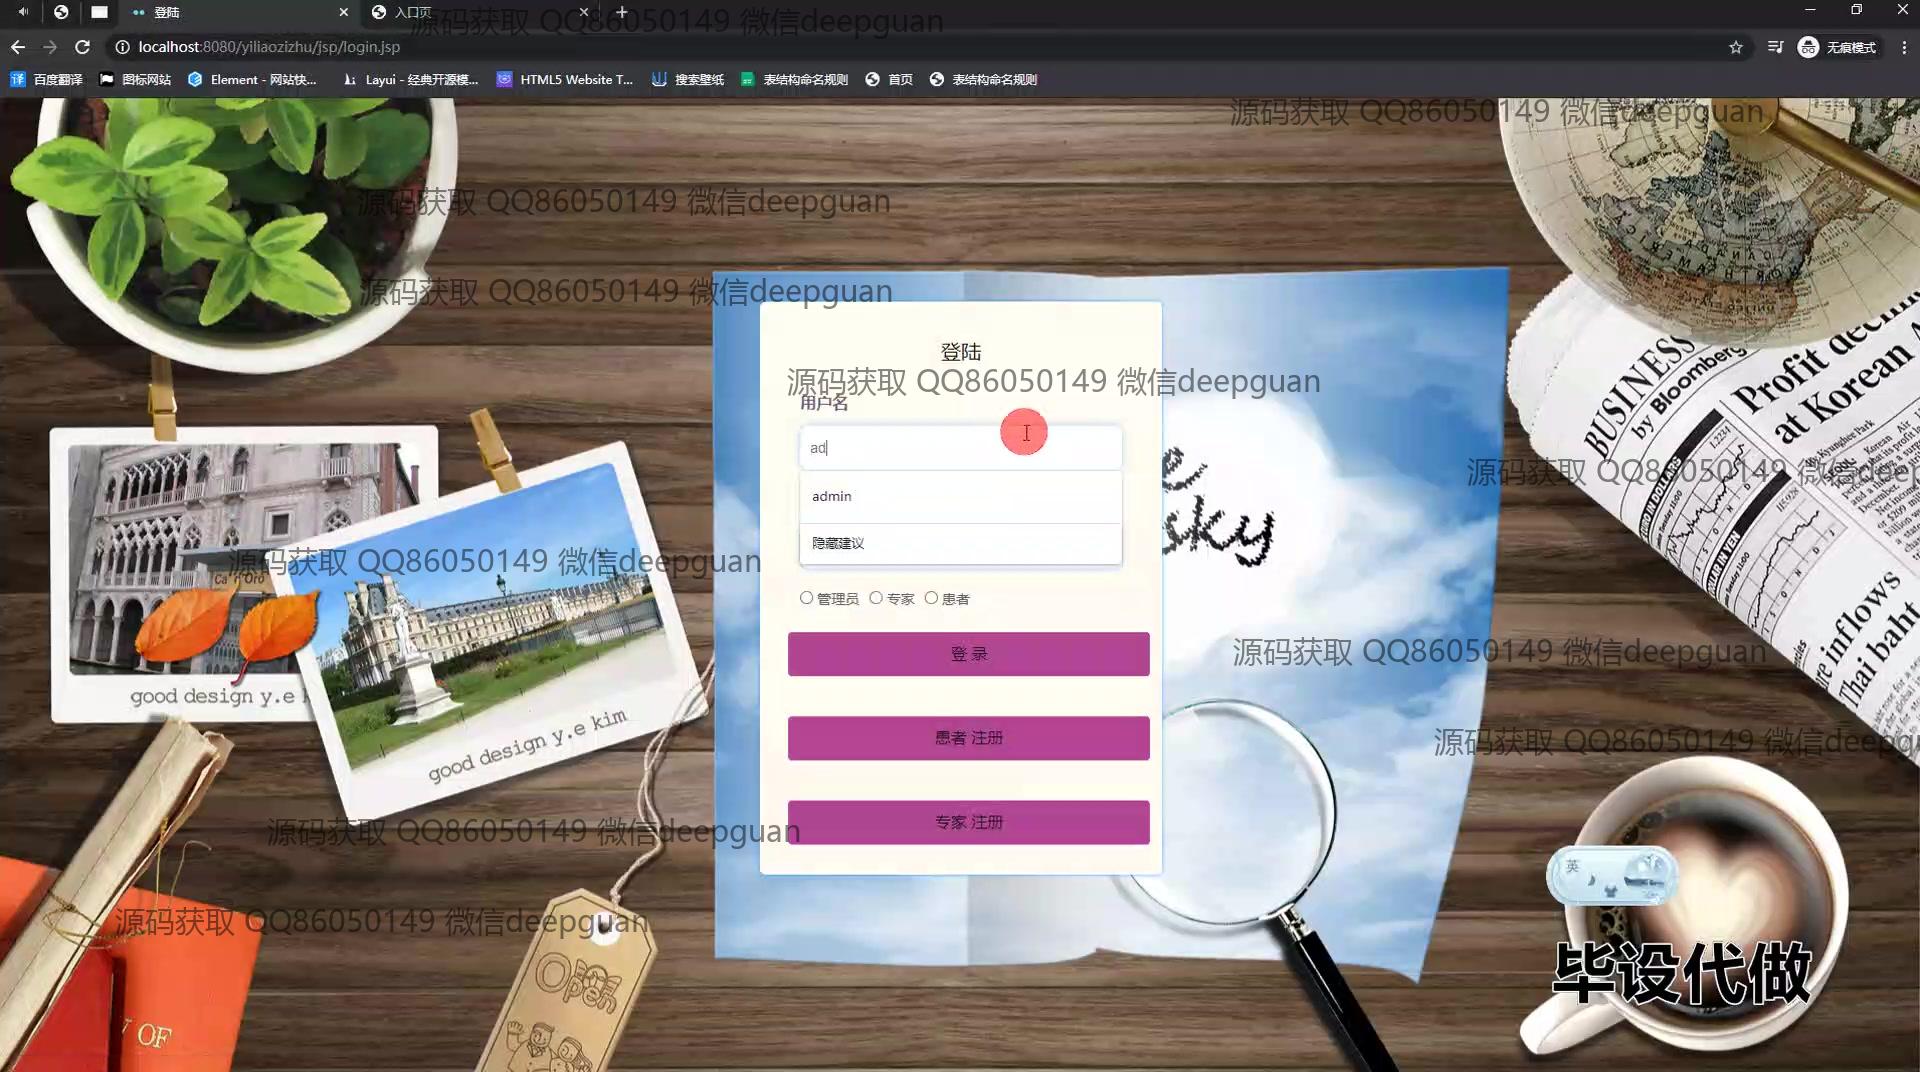 登陆
入口页
源码获取 QQ86050149 微信deepguan
localhost:8080/yiliaozizhu/jsp/login.jsp
无痕模式
百度翻译
图标网站
Element - 网站快...
Layui - 经典开源模...
HTML5 Website T...
搜索壁纸
表结构命名规则
首页
表结构命名规则
源码获取 QQ86050149 微信deepguan
源码获取 QQ86050149 微信deepguan
源码获取 QQ86050149 微信deepguan
登陆
源码获取 QQ86050149 微信deepguan
用户名
ad
admin
隐藏建议
管理员 专家 患者
登 录
患者 注册
专家 注册
源码获取 QQ86050149 微信deepguan
源码获取 QQ86050149 微信deepguan
源码获取 QQ86050149 微信deepguan
源码获取 QQ86050149 微信deepgu
源码获取 QQ86050149 微信deepguan
源码获取 QQ86050149 微信deepguan
BUSINESS
by Bloomberg
Profit
at Korean
EURO IN DOLLARS
DOLLAR IN YEN
inflows
Thai baht
sky
good design y.e k
good design y.e kim
Open
OF
英
毕设代做